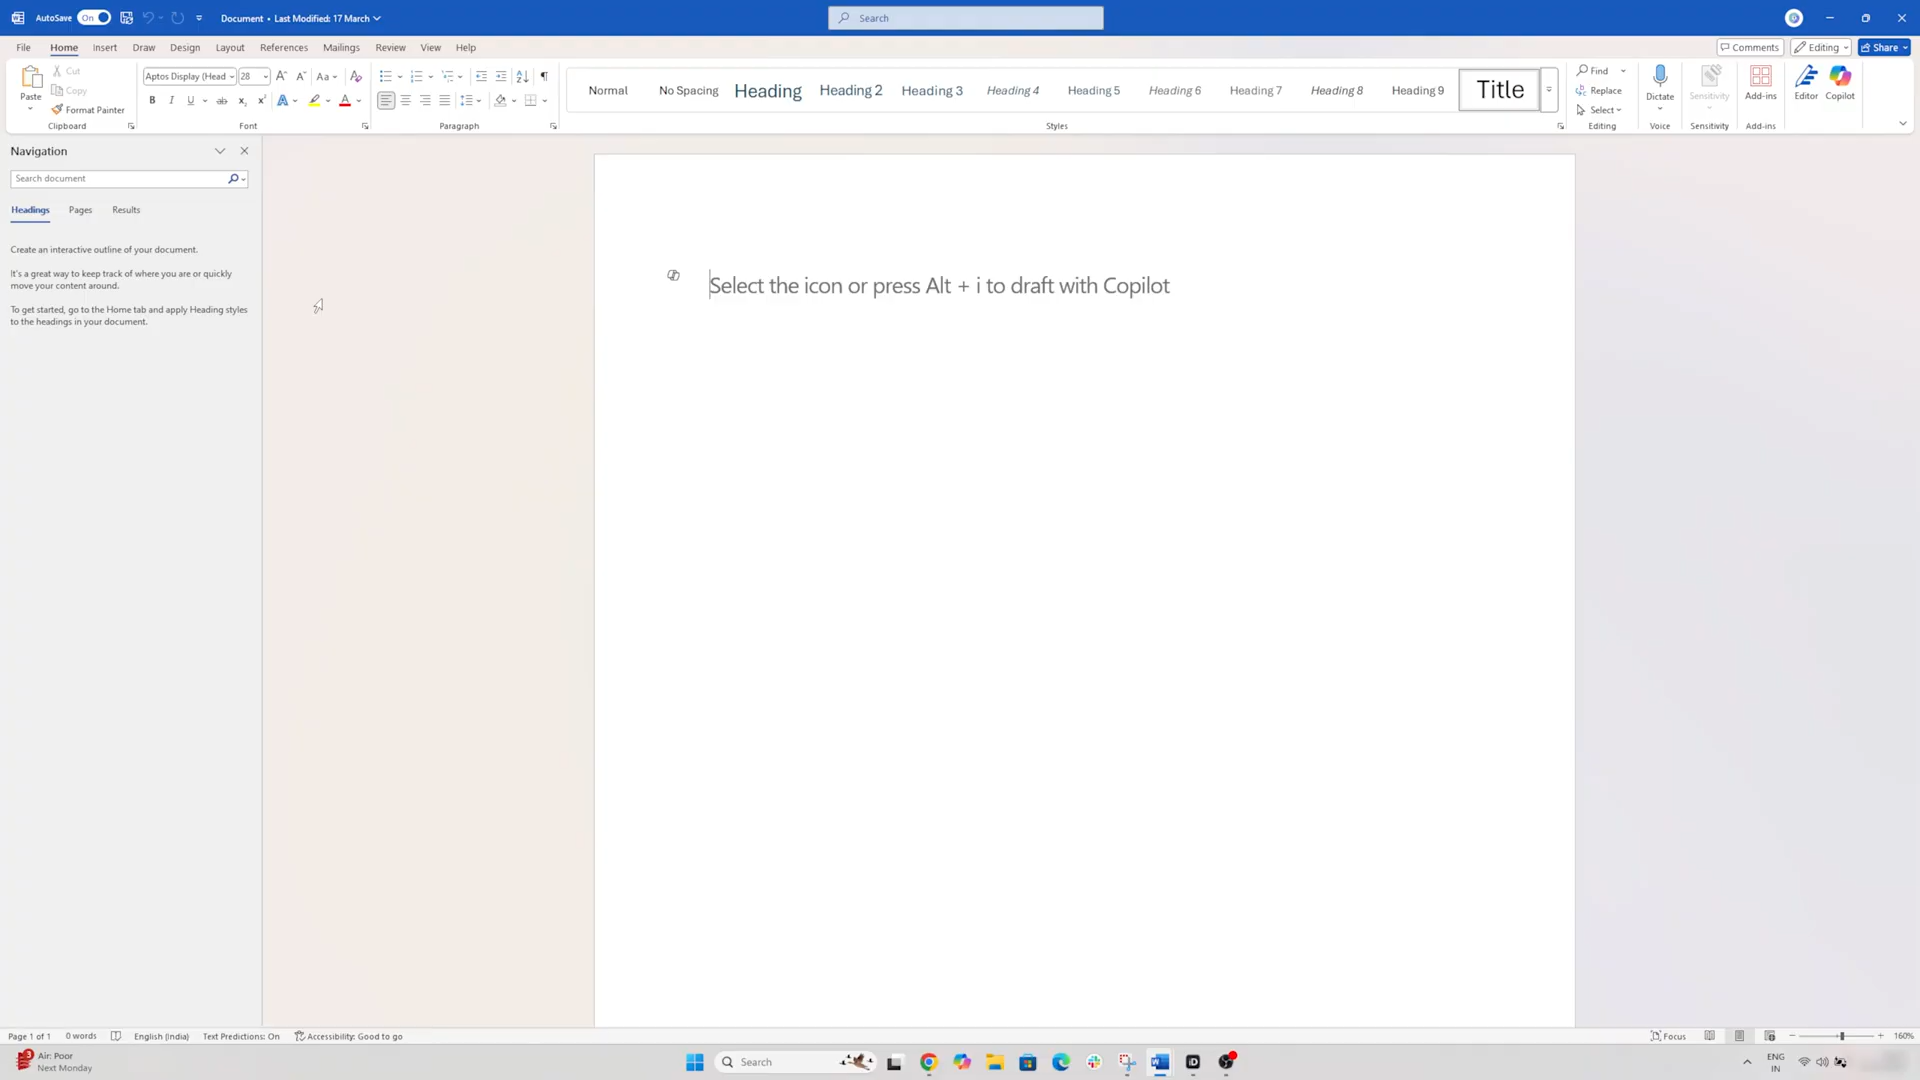 AutoSave On Document • Last Modified: 17 March Search
File Home Insert Draw Design Layout References Mailings Review View Help Comments Editing Share
Paste Cut Copy Format Painter Clipboard
Aptos Display (Head 28 Aa Font
Paragraph
Normal No Spacing Heading Heading 2 Heading 3 Heading 4 Heading 5 Heading 6 Heading 7 Heading 8 Heading 9 Title
Styles
Find Replace Select Editing
Dictate Voice
Sensitivity Sensitivity
Add-ins Add-ins
Editor Copilot
Navigation
Search document
Headings Pages Results
Create an interactive outline of your document.
It's a great way to keep track of where you are or quickly
move your content around.
To get started, go to the Home tab and apply Heading styles
to the headings in your document.
Select the icon or press Alt + i to draft with Copilot
Page 1 of 1 0 words English (India) Text Predictions: On Accessibility: Good to go Focus 160%
Air: Poor
Next Monday
Search
ENG
IN